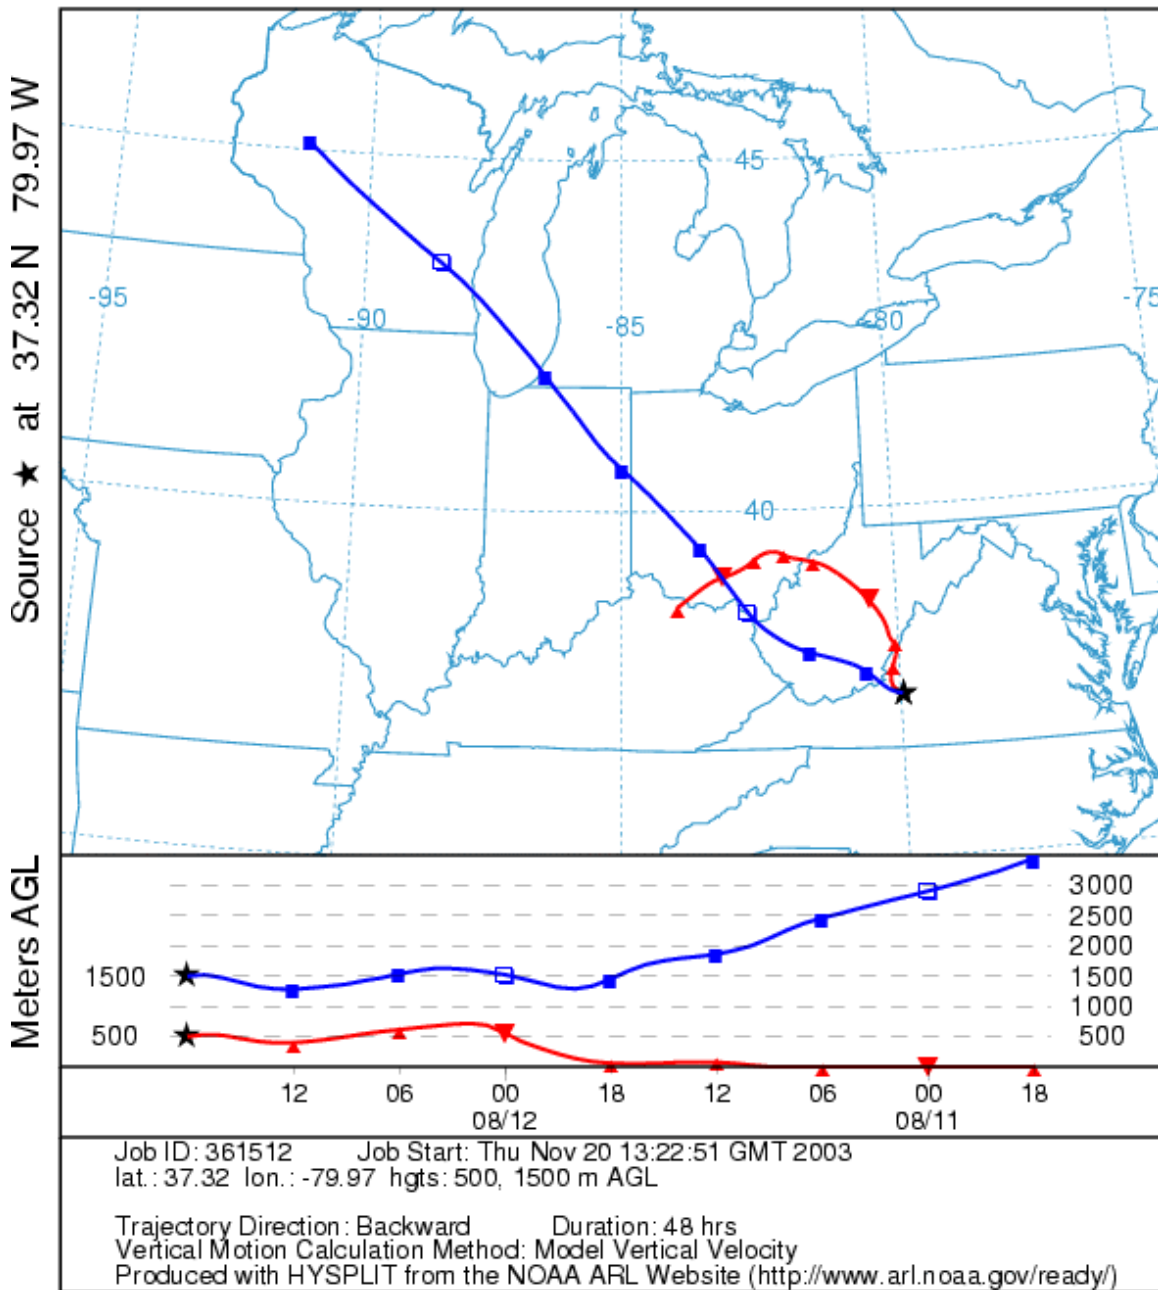 Source ★ at 37.32 N 79.97 W
45
-95
-90
-85
-80
-75
40
Meters AGL
3000
2500
2000
1500
1500
1000
500
500
12 06 00 18 12 06 00 18
08/12 08/11
Job ID: 361512 Job Start: Thu Nov 20 13:22:51 GMT 2003
lat.: 37.32 lon.: -79.97 hgts: 500, 1500 m AGL
Trajectory Direction: Backward Duration: 48 hrs
Vertical Motion Calculation Method: Model Vertical Velocity
Produced with HYSPLIT from the NOAA ARL Website (http://www.arl.noaa.gov/ready/)